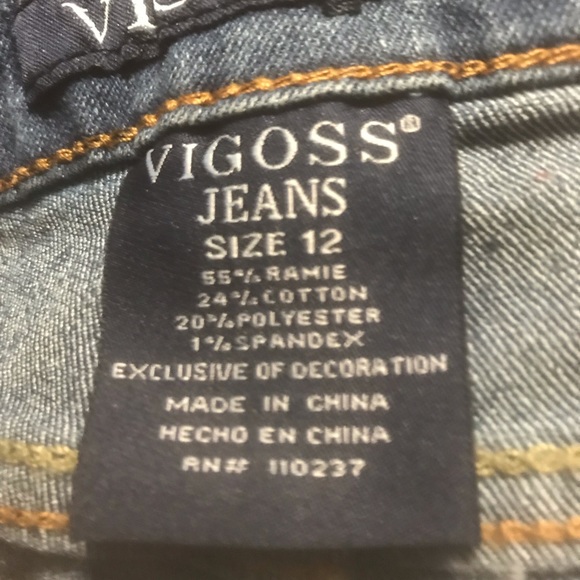 VIGOSS®
JEANS
SIZE 12
55% RAMIE
24% COTTON
20% POLYESTER
1% SPANDEX
EXCLUSIVE OF DECORATION
MADE IN CHINA
HECHO EN CHINA
RN# 110237